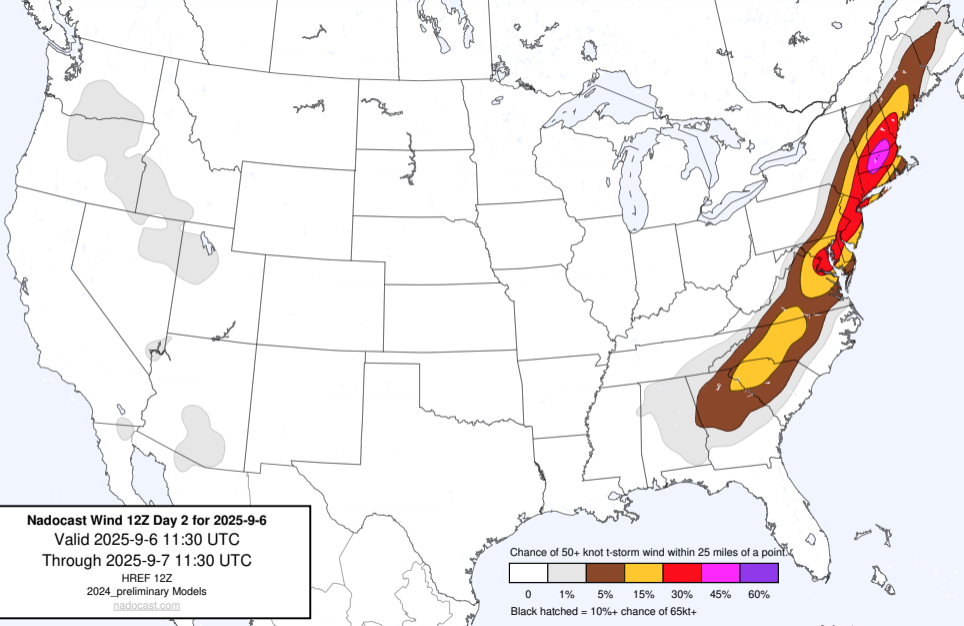 Nadocast Wind 12Z Day 2 for 2025-9-6
Valid 2025-9-6 11:30 UTC
Through 2025-9-7 11:30 UTC
HREF 12Z
2024_preliminary Models
nadocast.com
Chance of 50+ knot t-storm wind within 25 miles of a point.
0 1% 5% 15% 30% 45% 60%
Black hatched = 10%+ chance of 65kt+